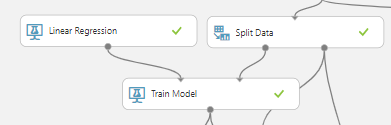 Linear Regression
Split Data
Train Model